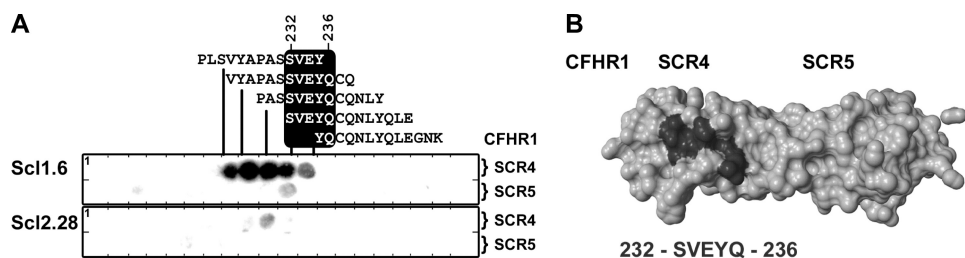 A
232
236
PLSVYAPASSVEY
VYAPASSVEYQCQ
PASSVEYQCQNLY
SVEYQCQNLYQLE
YQCQNLYQLEGNK
CFHR1
Scl1.6
1
} SCR4
} SCR5
Scl2.28
1
} SCR4
} SCR5
B
CFHR1 SCR4 SCR5
232 - SVEYQ - 236